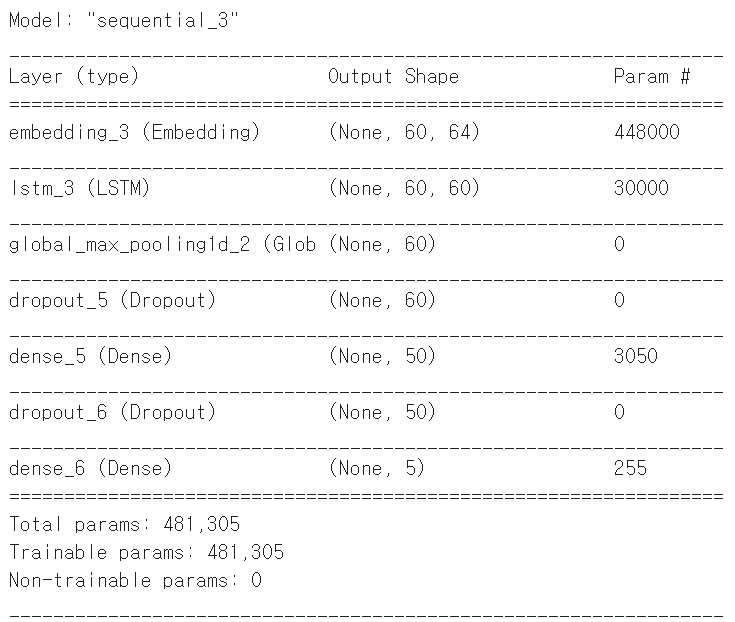 Model: "sequential_3"
_________________________________________________________________
Layer (type)                 Output Shape              Param #
=================================================================
embedding_3 (Embedding)      (None, 60, 64)            448000
_________________________________________________________________
lstm_3 (LSTM)                (None, 60, 60)            30000
_________________________________________________________________
global_max_pooling1d_2 (Glob (None, 60)                0
_________________________________________________________________
dropout_5 (Dropout)          (None, 60)                0
_________________________________________________________________
dense_5 (Dense)              (None, 50)                3050
_________________________________________________________________
dropout_6 (Dropout)          (None, 50)                0
_________________________________________________________________
dense_6 (Dense)              (None, 5)                 255
=================================================================
Total params: 481,305
Trainable params: 481,305
Non-trainable params: 0
_________________________________________________________________